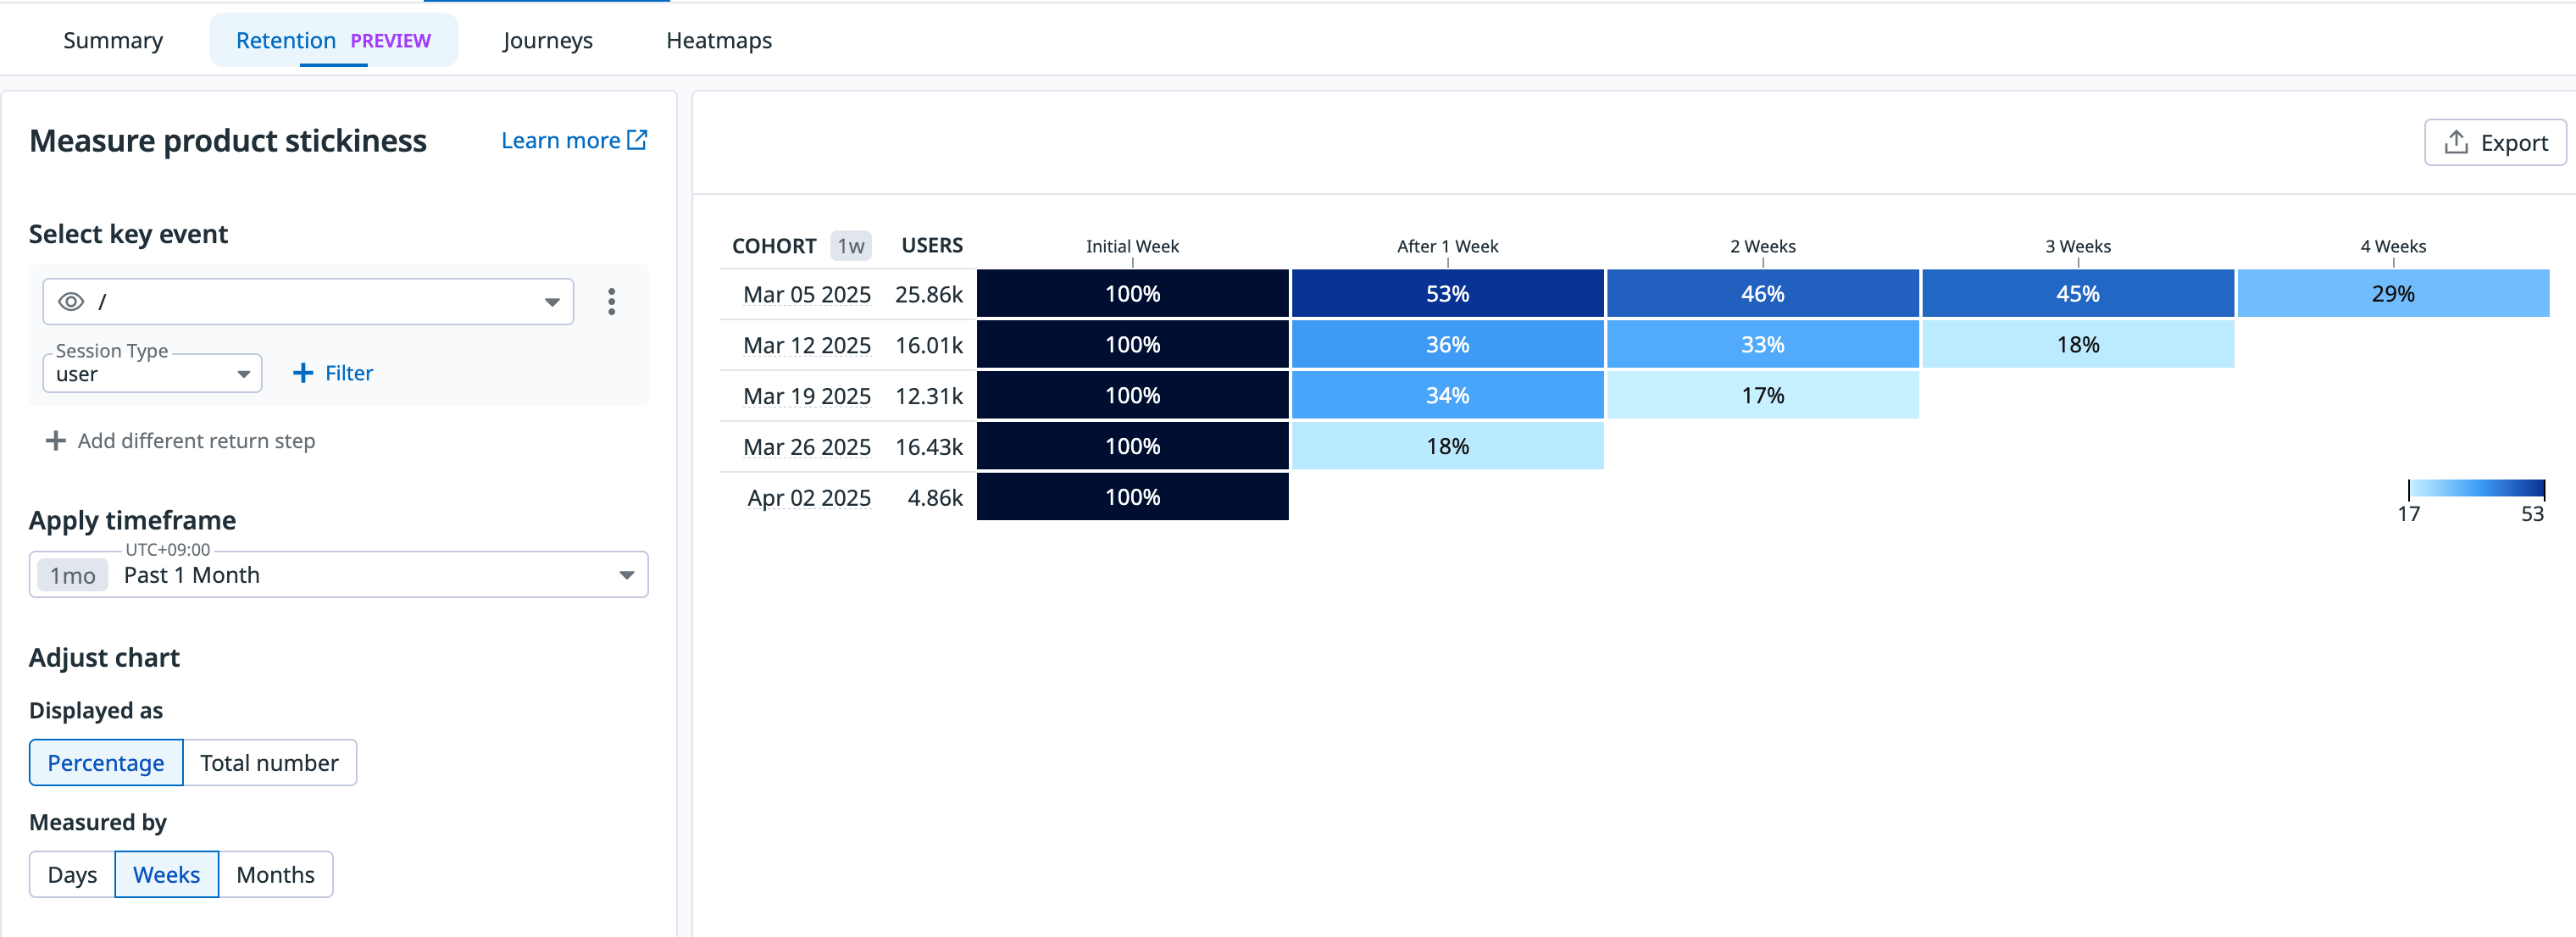 Summary Retention PREVIEW Journeys Heatmaps
Measure product stickiness Learn more
Select key event
/
Session Type
user
Filter
Add different return step
Apply timeframe
UTC+09:00
1mo Past 1 Month
Adjust chart
Displayed as
Percentage Total number
Measured by
Days Weeks Months
Export
COHORT 1w USERS Initial Week After 1 Week 2 Weeks 3 Weeks 4 Weeks
Mar 05 2025 25.86k 100% 53% 46% 45% 29%
Mar 12 2025 16.01k 100% 36% 33% 18%
Mar 19 2025 12.31k 100% 34% 17%
Mar 26 2025 16.43k 100% 18%
Apr 02 2025 4.86k 100%
17 53